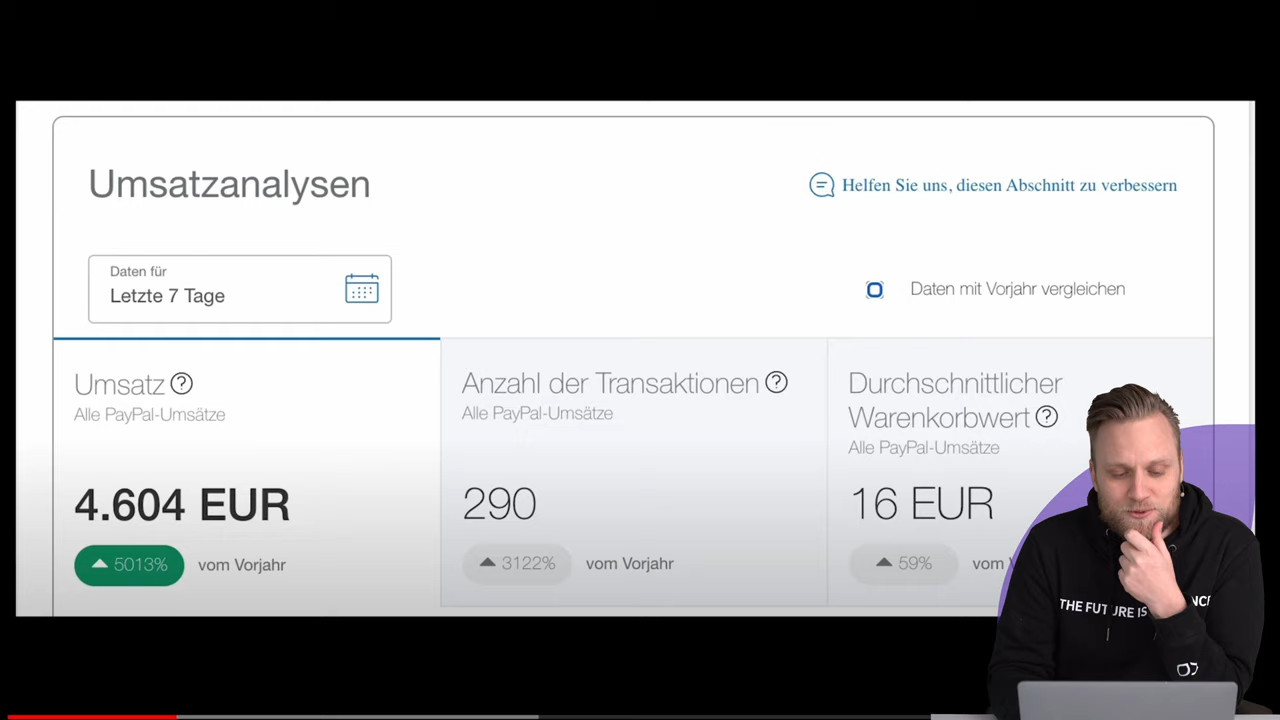 Umsatzanalysen
Helfen Sie uns, diesen Abschnitt zu verbessern
Daten für
Letzte 7 Tage
Daten mit Vorjahr vergleichen
Umsatz
Alle PayPal-Umsätze
4.604 EUR
5013% vom Vorjahr
Anzahl der Transaktionen
Alle PayPal-Umsätze
290
3122% vom Vorjahr
Durchschnittlicher
Warenkorbwert
Alle PayPal-Umsätze
16 EUR
59% vom
THE FUTURE IS